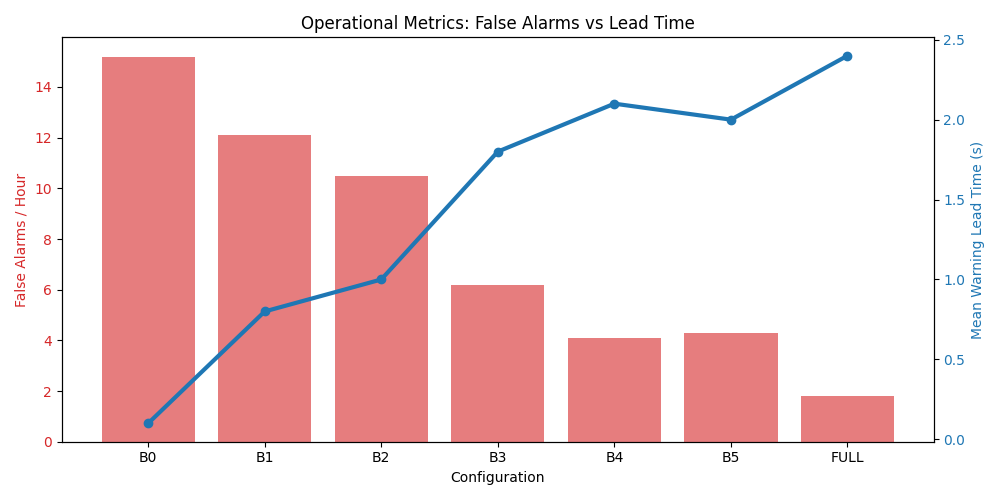 Operational Metrics: False Alarms vs Lead Time
False Alarms / Hour
14
12
10
8
6
4
2
0
2.5
2.0
1.5
1.0
0.5
0.0
Mean Warning Lead Time (s)
B0 B1 B2 B3 B4 B5 FULL
Configuration